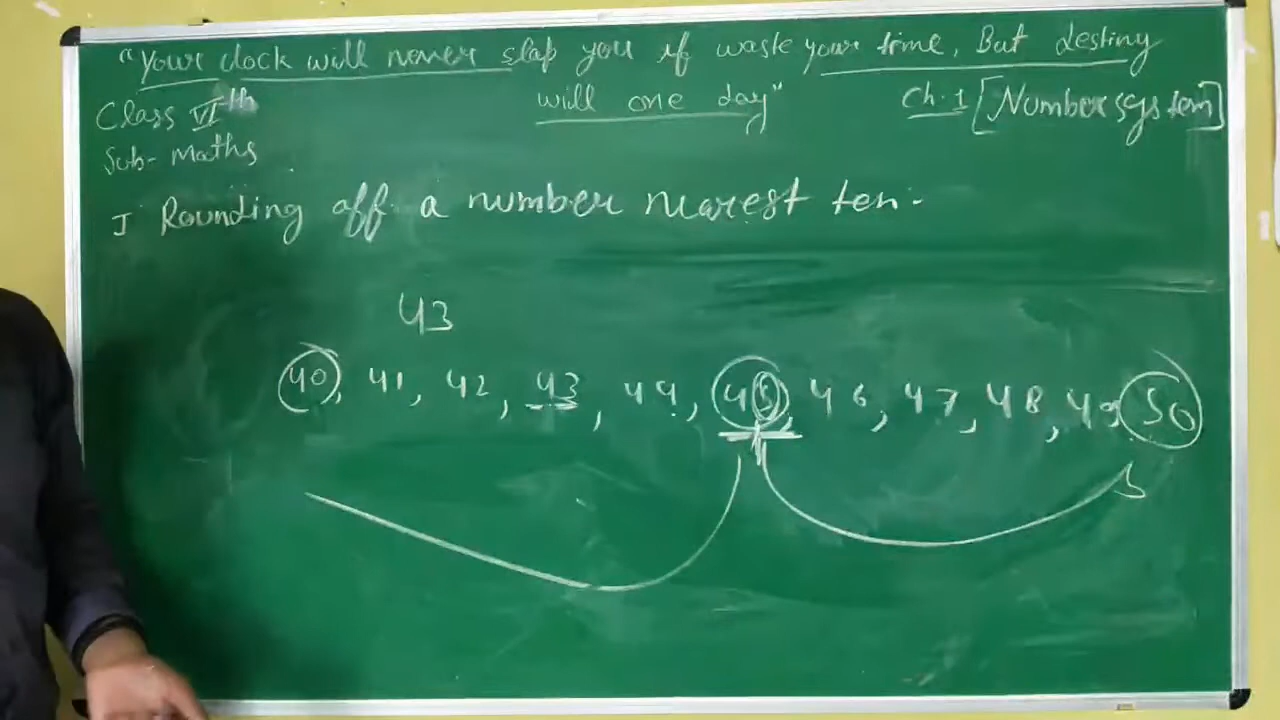 "Your clock will never slap you if waste your time, But destiny
will one day"
Class VIth
Ch.1 [Number system]
Sub- Maths
I Rounding off a number nearest ten.
43
40, 41, 42, 43, 44, 45, 46, 47, 48, 49, 50